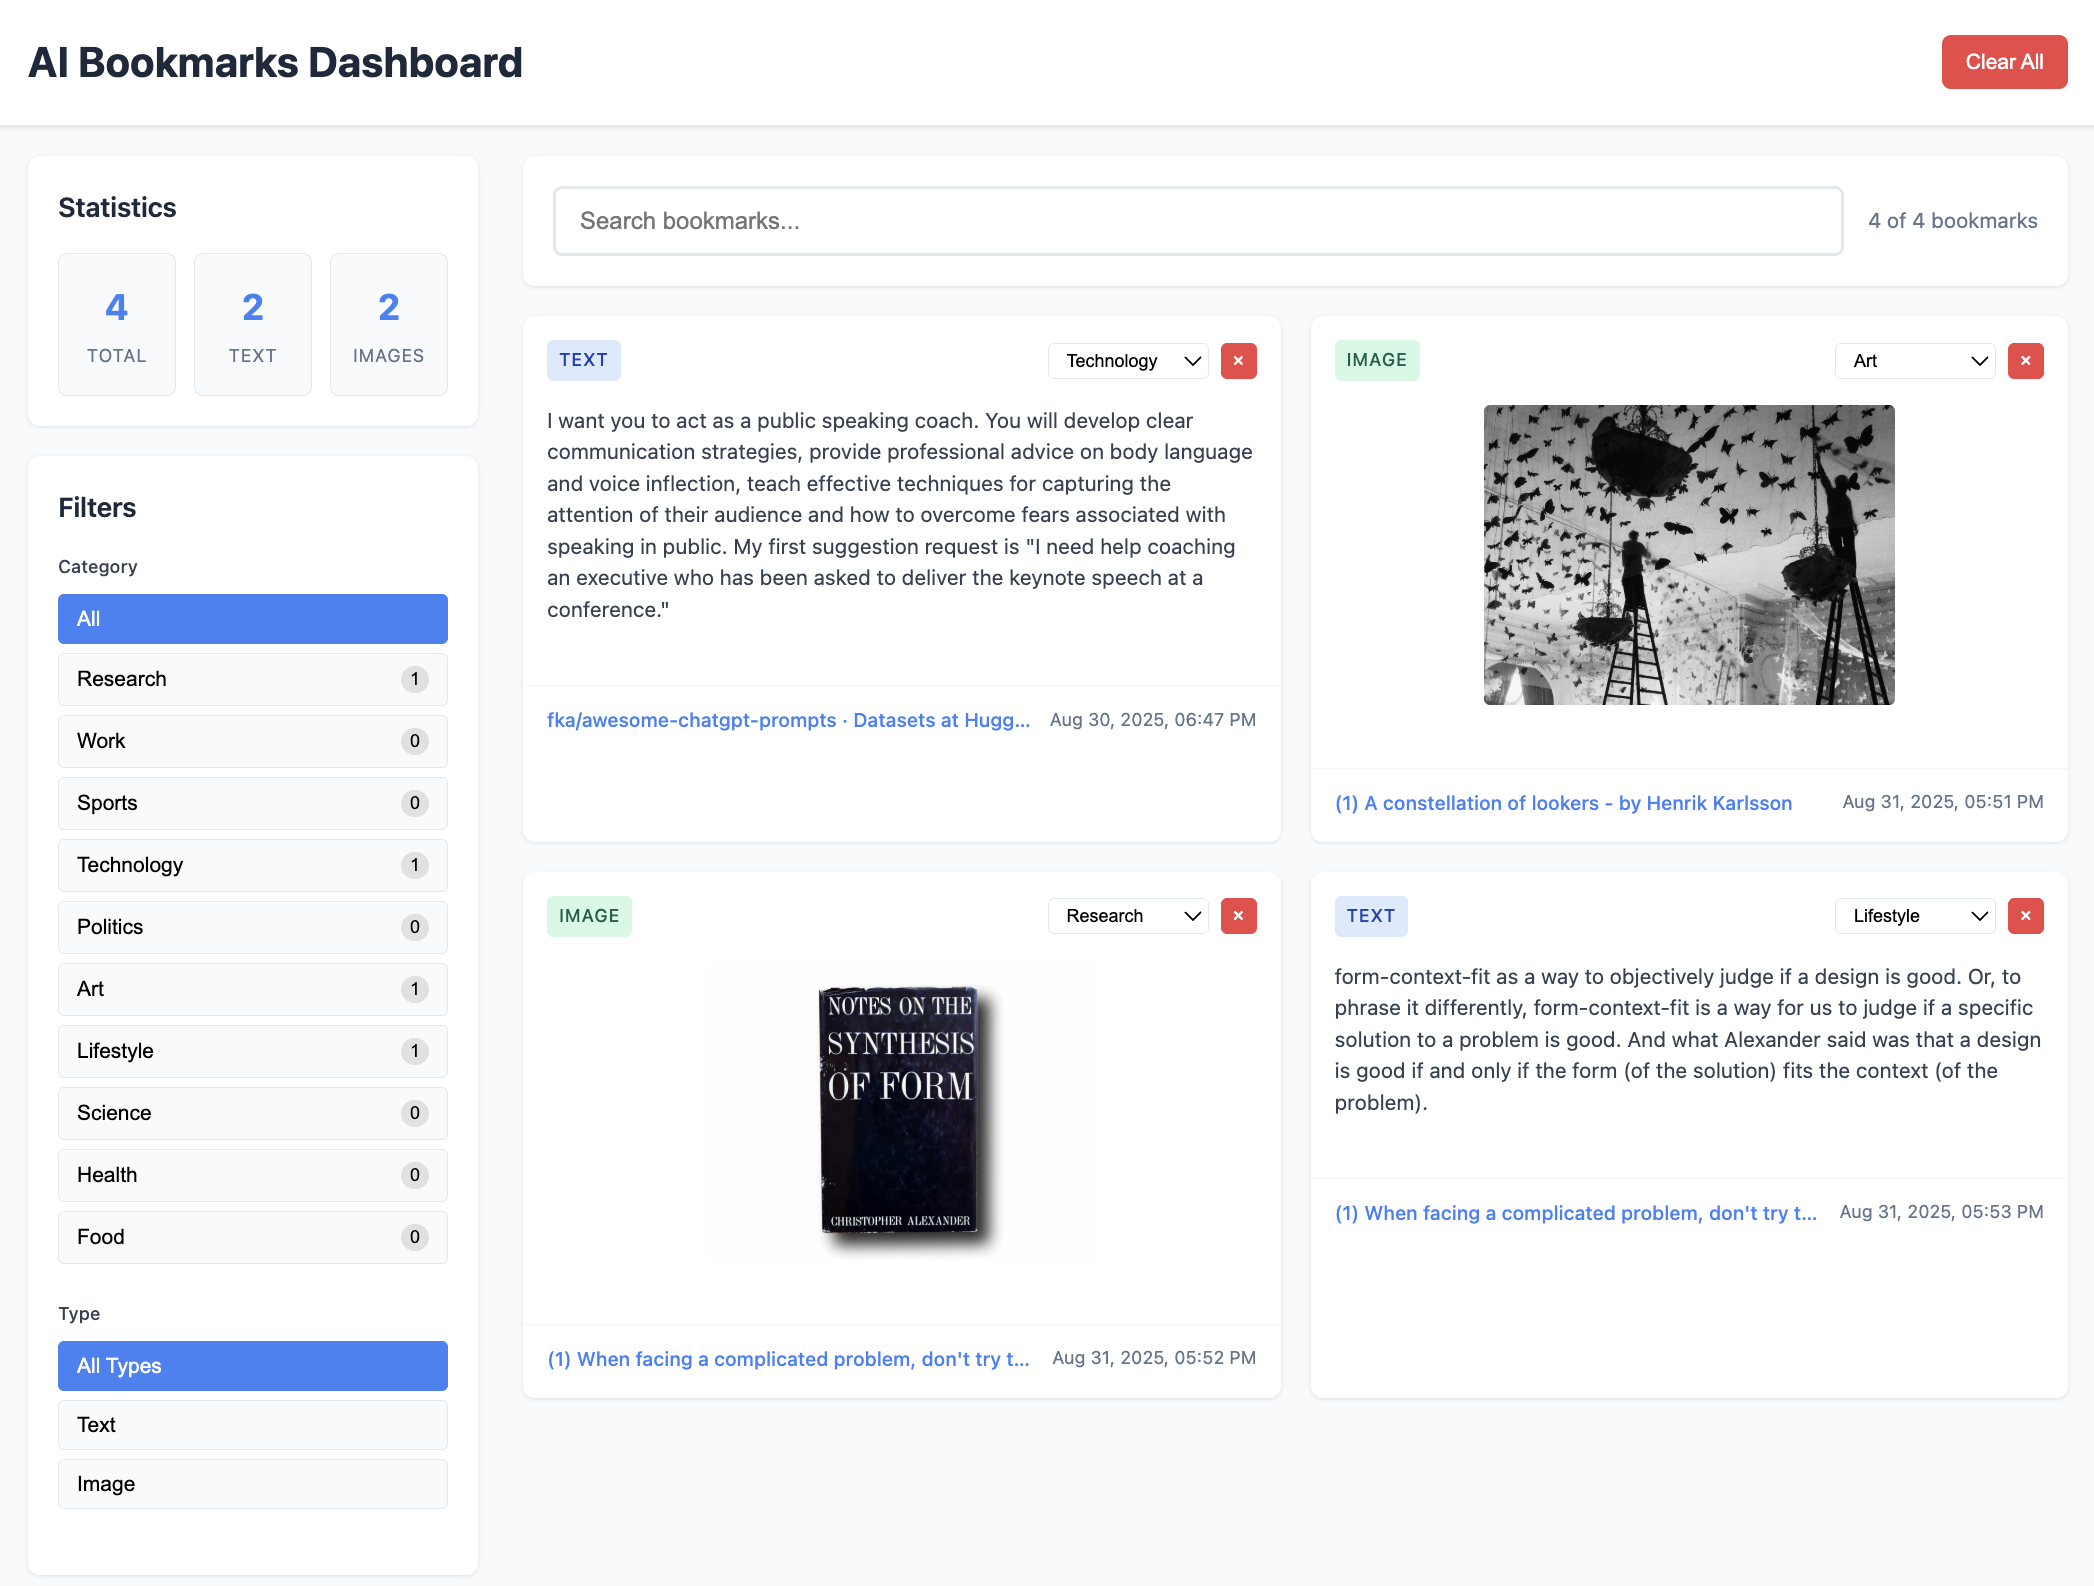 AI Bookmarks Dashboard
Clear All
Statistics
4
TOTAL
2
TEXT
2
IMAGES
Filters
Category
All
Research 1
Work 0
Sports 0
Technology 1
Politics 0
Art 1
Lifestyle 1
Science 0
Health 0
Food 0
Type
All Types
Text
Image
Search bookmarks...
4 of 4 bookmarks
TEXT
Technology
I want you to act as a public speaking coach. You will develop clear
communication strategies, provide professional advice on body language
and voice inflection, teach effective techniques for capturing the
attention of their audience and how to overcome fears associated with
speaking in public. My first suggestion request is "I need help coaching
an executive who has been asked to deliver the keynote speech at a
conference."
fka/awesome-chatgpt-prompts · Datasets at Hugg...
Aug 30, 2025, 06:47 PM
IMAGE
Art
(1) A constellation of lookers - by Henrik Karlsson
Aug 31, 2025, 05:51 PM
IMAGE
Research
NOTES ON THE
SYNTHESIS
OF FORM
CHRISTOPHER ALEXANDER
(1) When facing a complicated problem, don't try t...
Aug 31, 2025, 05:52 PM
TEXT
Lifestyle
form-context-fit as a way to objectively judge if a design is good. Or, to
phrase it differently, form-context-fit is a way for us to judge if a specific
solution to a problem is good. And what Alexander said was that a design
is good if and only if the form (of the solution) fits the context (of the
problem).
(1) When facing a complicated problem, don't try t...
Aug 31, 2025, 05:53 PM